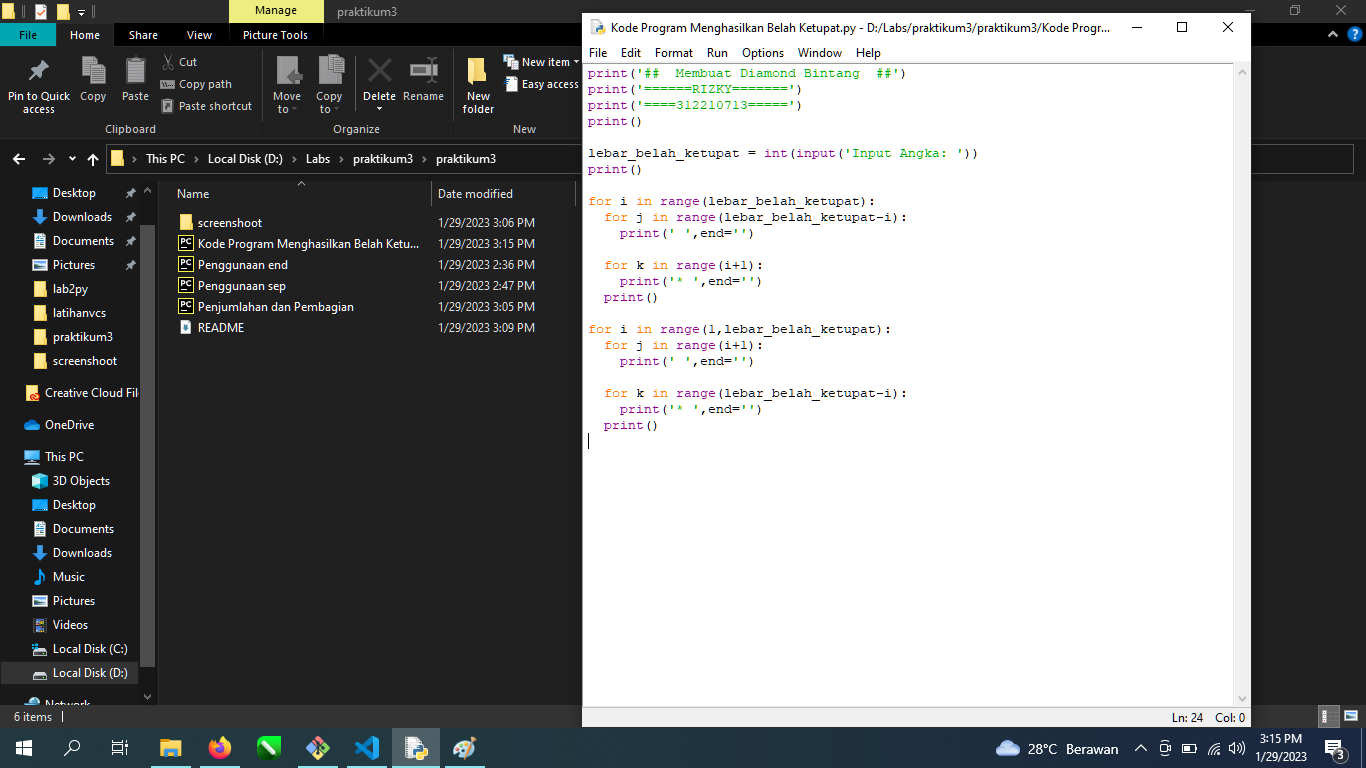 Manage
praktikum3
File
Home
Share
View
Picture Tools
Pin to Quick access
Copy
Paste
Cut
Copy path
Paste shortcut
Move to
Copy to
Delete
Rename
New folder
New item
Easy access
Clipboard
Organize
New
This PC
Local Disk (D:)
Labs
praktikum3
praktikum3
Desktop
Downloads
Documents
Pictures
lab2py
latihanvcs
praktikum3
screenshoot
Creative Cloud Fil
OneDrive
This PC
3D Objects
Desktop
Documents
Downloads
Music
Pictures
Videos
Local Disk (C:)
Local Disk (D:)
Network
Name
Date modified
screenshoot 1/29/2023 3:06 PM
Kode Program Menghasilkan Belah Ketu... 1/29/2023 3:15 PM
Penggunaan end 1/29/2023 2:36 PM
Penggunaan sep 1/29/2023 2:47 PM
Penjumlahan dan Pembagian 1/29/2023 3:05 PM
README 1/29/2023 3:09 PM
6 items
Kode Program Menghasilkan Belah Ketupat.py - D:/Labs/praktikum3/praktikum3/Kode Progr...
File Edit Format Run Options Window Help
print('##  Membuat Diamond Bintang  ##')
print('======RIZKY=======')
print('====312210713=====')
print()
lebar_belah_ketupat = int(input('Input Angka: '))
print()
for i in range(lebar_belah_ketupat):
  for j in range(lebar_belah_ketupat-i):
    print(' ',end='')
  for k in range(i+1):
    print('* ',end='')
  print()
for i in range(1,lebar_belah_ketupat):
  for j in range(i+1):
    print(' ',end='')
  for k in range(lebar_belah_ketupat-i):
    print('* ',end='')
  print()
Ln: 24 Col: 0
28°C Berawan
3:15 PM
1/29/2023
3